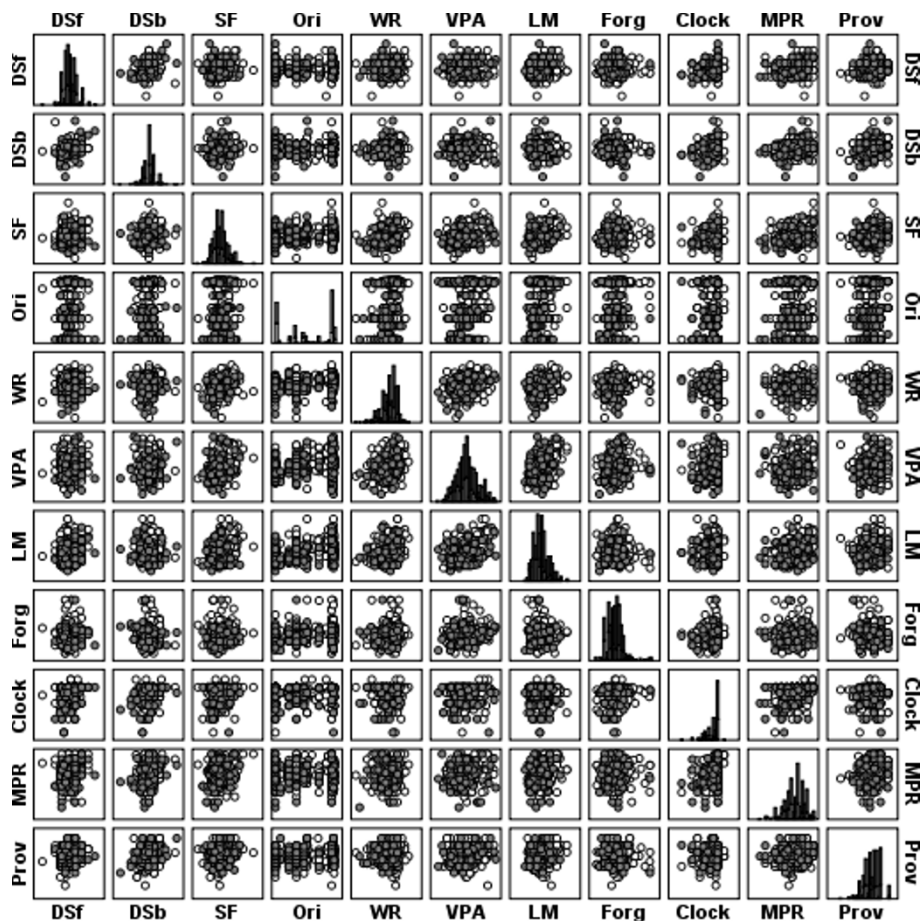 DSf DSb SF Ori WR VPA LM Forg Clock MPR Prov
DSf DSf
DSb DSb
SF SF
Ori Ori
WR WR
VPA VPA
LM LM
Forg Forg
Clock Clock
MPR MPR
Prov Prov
DSf DSb SF Ori WR VPA LM Forg Clock MPR Prov